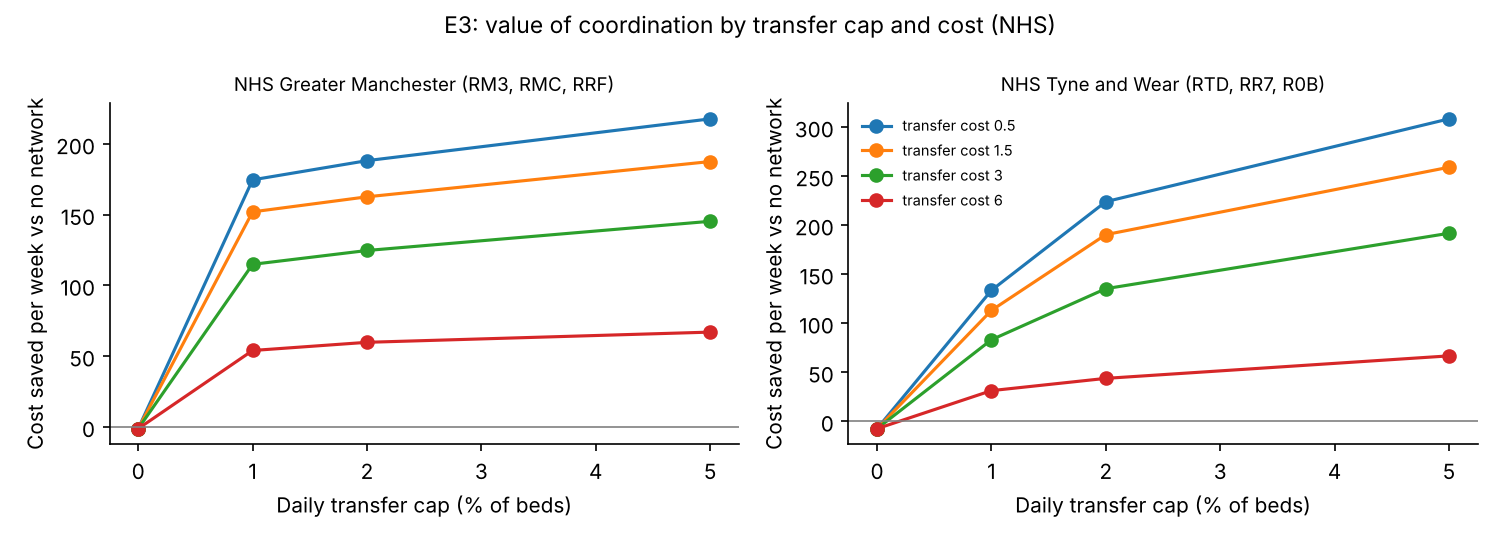 E3: value of coordination by transfer cap and cost (NHS)
NHS Greater Manchester (RM3, RMC, RRF)
Cost saved per week vs no network
200
150
100
50
0
0 1 2 3 4 5
Daily transfer cap (% of beds)
NHS Tyne and Wear (RTD, RR7, R0B)
Cost saved per week vs no network
300
250
200
150
100
50
0
transfer cost 0.5
transfer cost 1.5
transfer cost 3
transfer cost 6
0 1 2 3 4 5
Daily transfer cap (% of beds)